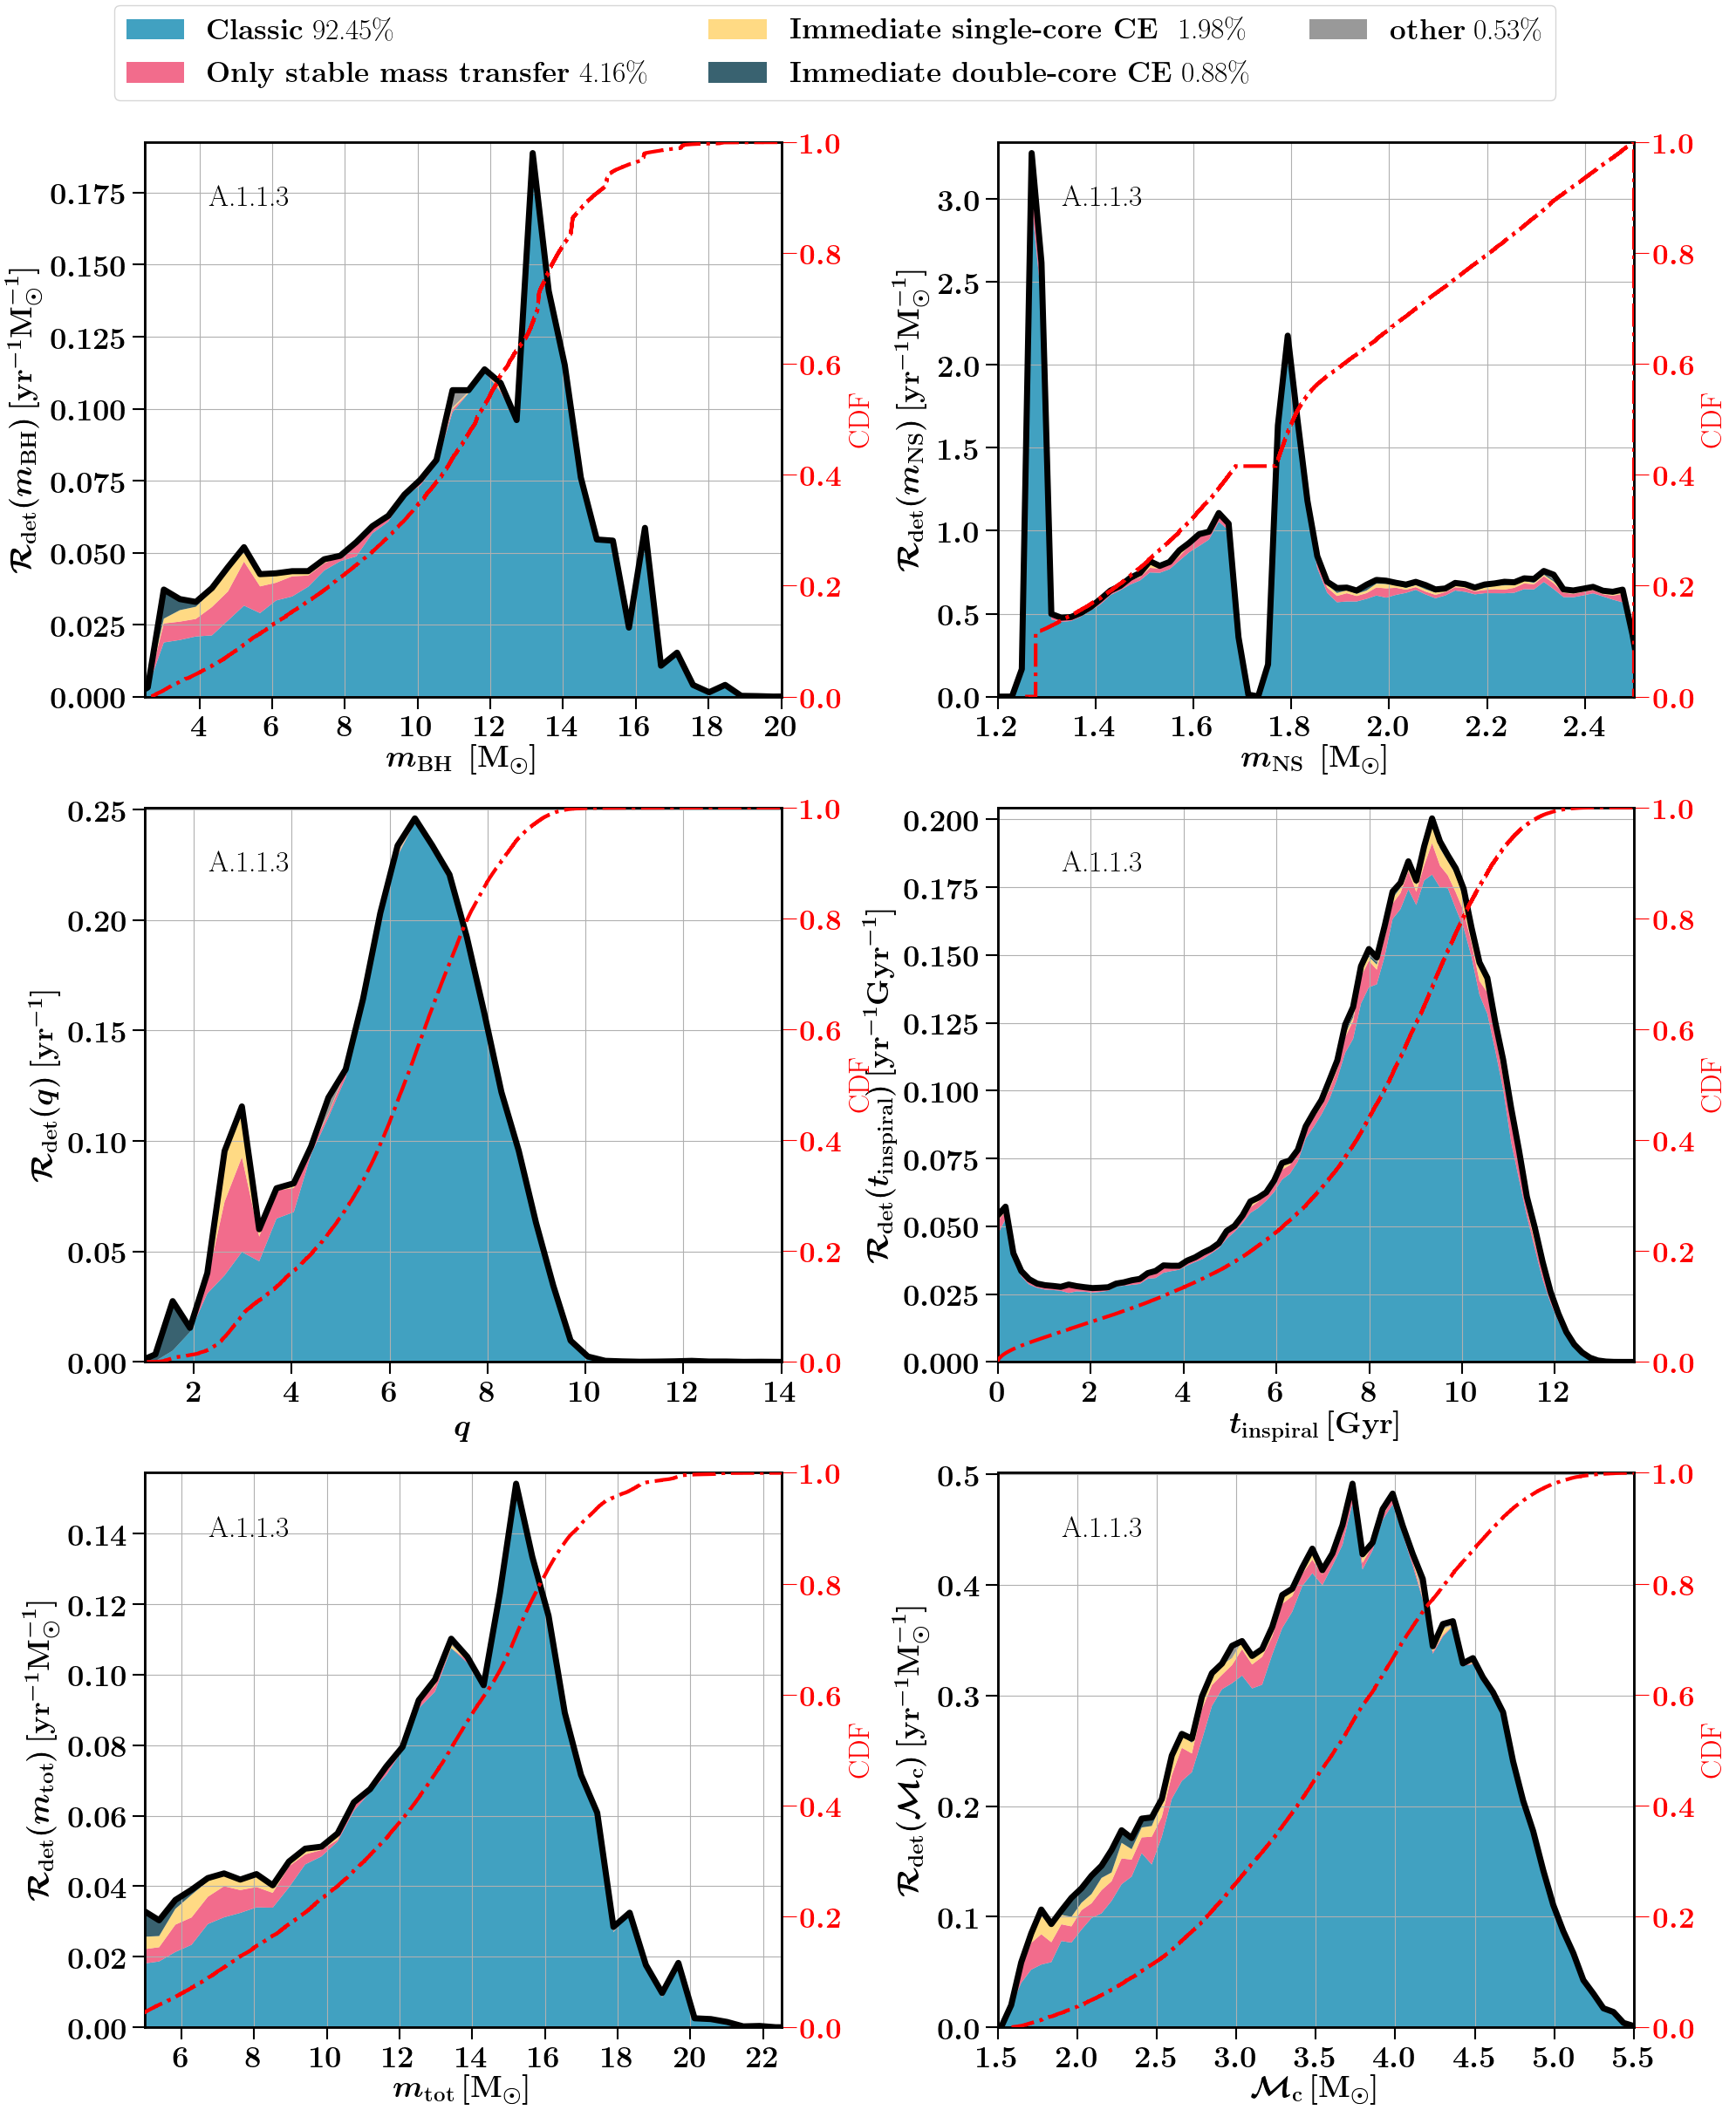 Classic 92.45%
Only stable mass transfer 4.16%
Immediate single-core CE 1.98%
Immediate double-core CE 0.88%
other 0.53%
A.1.1.3
0.175
0.150
0.125
0.100
0.075
0.050
0.025
0.000
ℛ_det(m_BH) [yr⁻¹M⊙⁻¹]
4 6 8 10 12 14 16 18 20
m_BH [M⊙]
1.0
0.8
0.6
0.4
0.2
0.0
CDF
A.1.1.3
3.0
2.5
2.0
1.5
1.0
0.5
0.0
ℛ_det(m_NS) [yr⁻¹M⊙⁻¹]
1.2 1.4 1.6 1.8 2.0 2.2 2.4
m_NS [M⊙]
1.0
0.8
0.6
0.4
0.2
0.0
CDF
A.1.1.3
0.25
0.20
0.15
0.10
0.05
0.00
ℛ_det(q) [yr⁻¹]
2 4 6 8 10 12 14
q
1.0
0.8
0.6
0.4
0.2
0.0
CDF
A.1.1.3
0.200
0.175
0.150
0.125
0.100
0.075
0.050
0.025
0.000
ℛ_det(t_inspiral) [yr⁻¹Gyr⁻¹]
0 2 4 6 8 10 12
t_inspiral [Gyr]
1.0
0.8
0.6
0.4
0.2
0.0
CDF
A.1.1.3
0.14
0.12
0.10
0.08
0.06
0.04
0.02
0.00
ℛ_det(m_tot) [yr⁻¹M⊙⁻¹]
6 8 10 12 14 16 18 20 22
m_tot [M⊙]
1.0
0.8
0.6
0.4
0.2
0.0
CDF
A.1.1.3
0.5
0.4
0.3
0.2
0.1
0.0
ℛ_det(ℳ_c) [yr⁻¹M⊙⁻¹]
1.5 2.0 2.5 3.0 3.5 4.0 4.5 5.0 5.5
ℳ_c [M⊙]
1.0
0.8
0.6
0.4
0.2
0.0
CDF